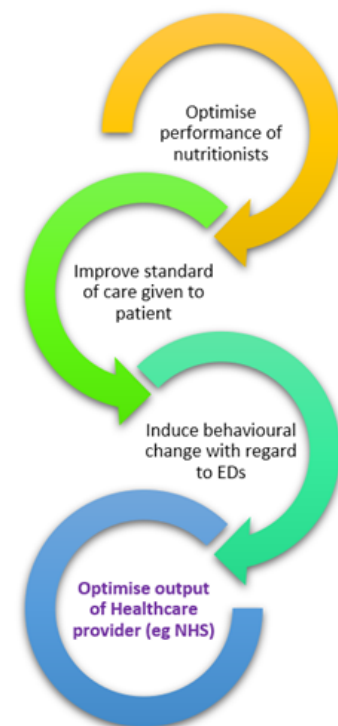 Optimise
performance of
nutritionists
Improve standard
of care given to
patient
Induce behavioural
change with regard
to EDs
Optimise output
of Healthcare
provider (eg NHS)